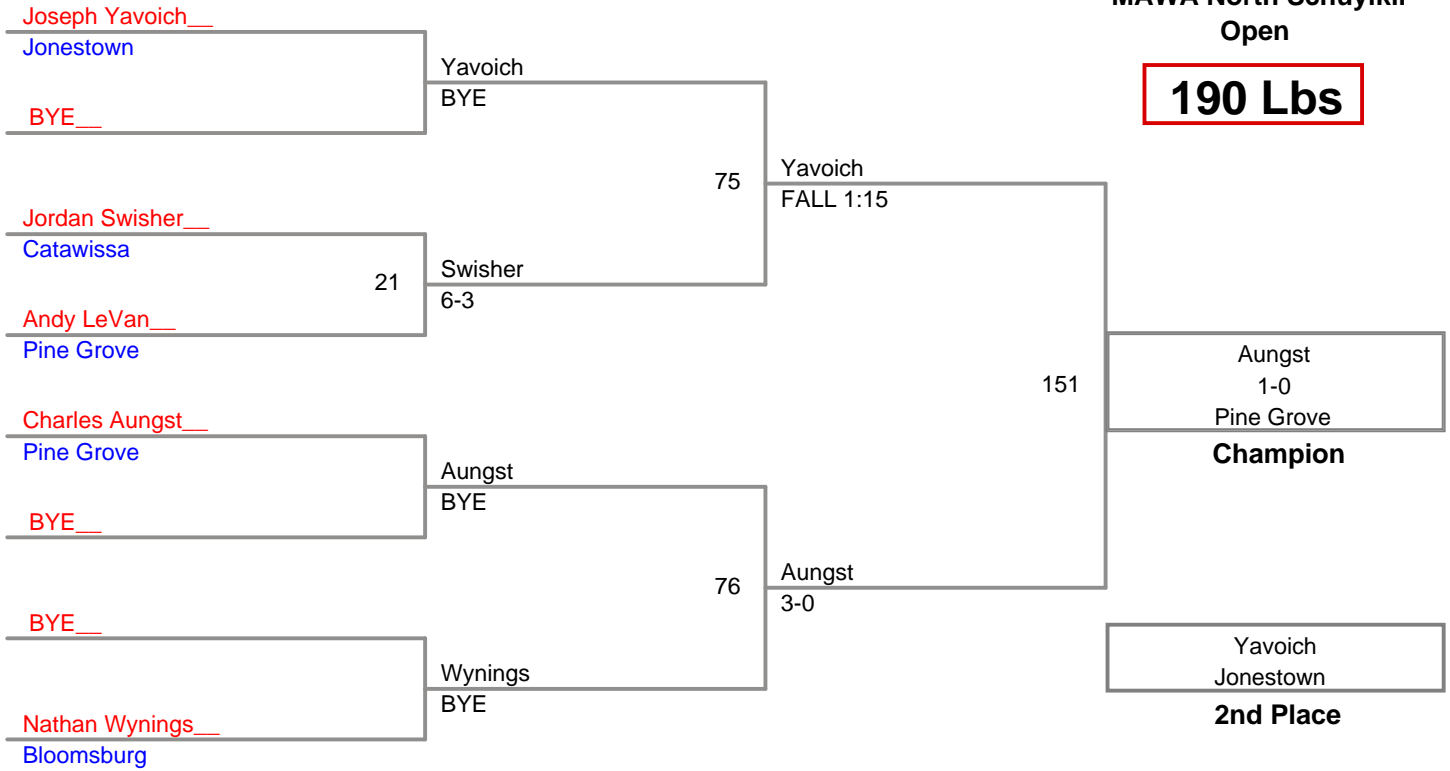 MAWA North Schuylkil
Open
190 Lbs
Joseph Yavoich__
Jonestown
BYE__
Jordan Swisher__
Catawissa
21
Andy LeVan__
Pine Grove
Charles Aungst__
Pine Grove
BYE__
BYE__
Nathan Wynings__
Bloomsburg
Yavoich
BYE
75
Swisher
6-3
Aungst
BYE
76
Wynings
BYE
Yavoich
FALL 1:15
151
Aungst
3-0
Aungst
1-0
Pine Grove
Champion
Yavoich
Jonestown
2nd Place